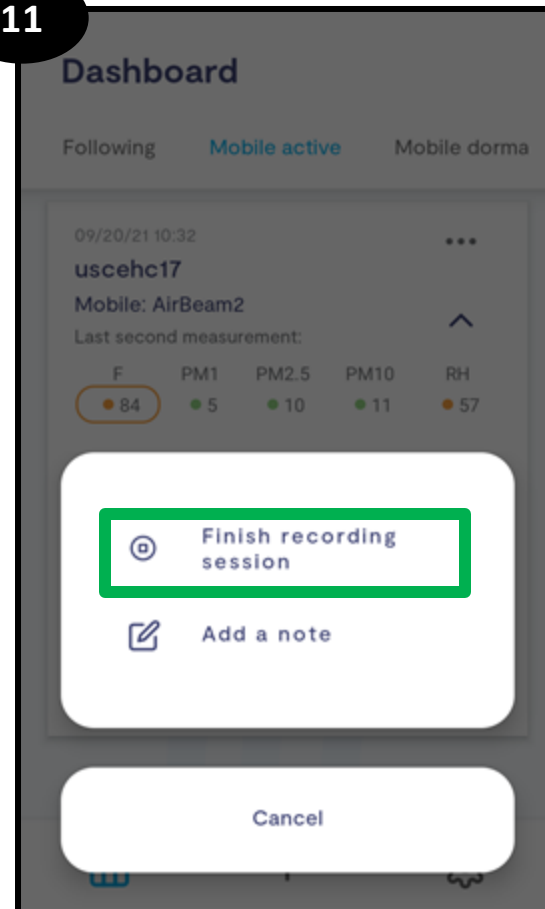 11
Dashboard
Following Mobile active Mobile dorma
09/20/21 10:32
uscehc17
Mobile: AirBeam2
Last second measurement:
F PM1 PM2.5 PM10 RH
84 5 10 11 57
Finish recording
session
Add a note
Cancel